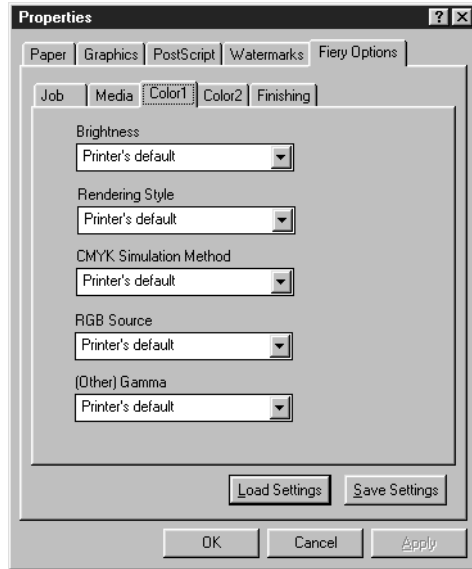 Properties
Paper Graphics PostScript Watermarks Fiery Options
Job Media Color1 Color2 Finishing
Brightness
Printer's default
Rendering Style
Printer's default
CMYK Simulation Method
Printer's default
RGB Source
Printer's default
(Other) Gamma
Printer's default
Load Settings Save Settings
OK Cancel Apply